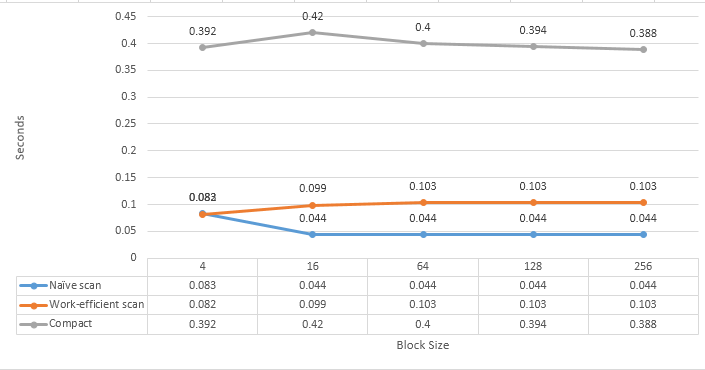 0.45
0.4
0.35
0.3
0.25
0.2
0.15
0.1
0.05
0
Seconds
0.392 0.42 0.4 0.394 0.388
0.082 0.099 0.103 0.103 0.103
0.044 0.044 0.044 0.044
4 16 64 128 256
Naïve scan 0.083 0.044 0.044 0.044 0.044
Work-efficient scan 0.082 0.099 0.103 0.103 0.103
Compact 0.392 0.42 0.4 0.394 0.388
Block Size